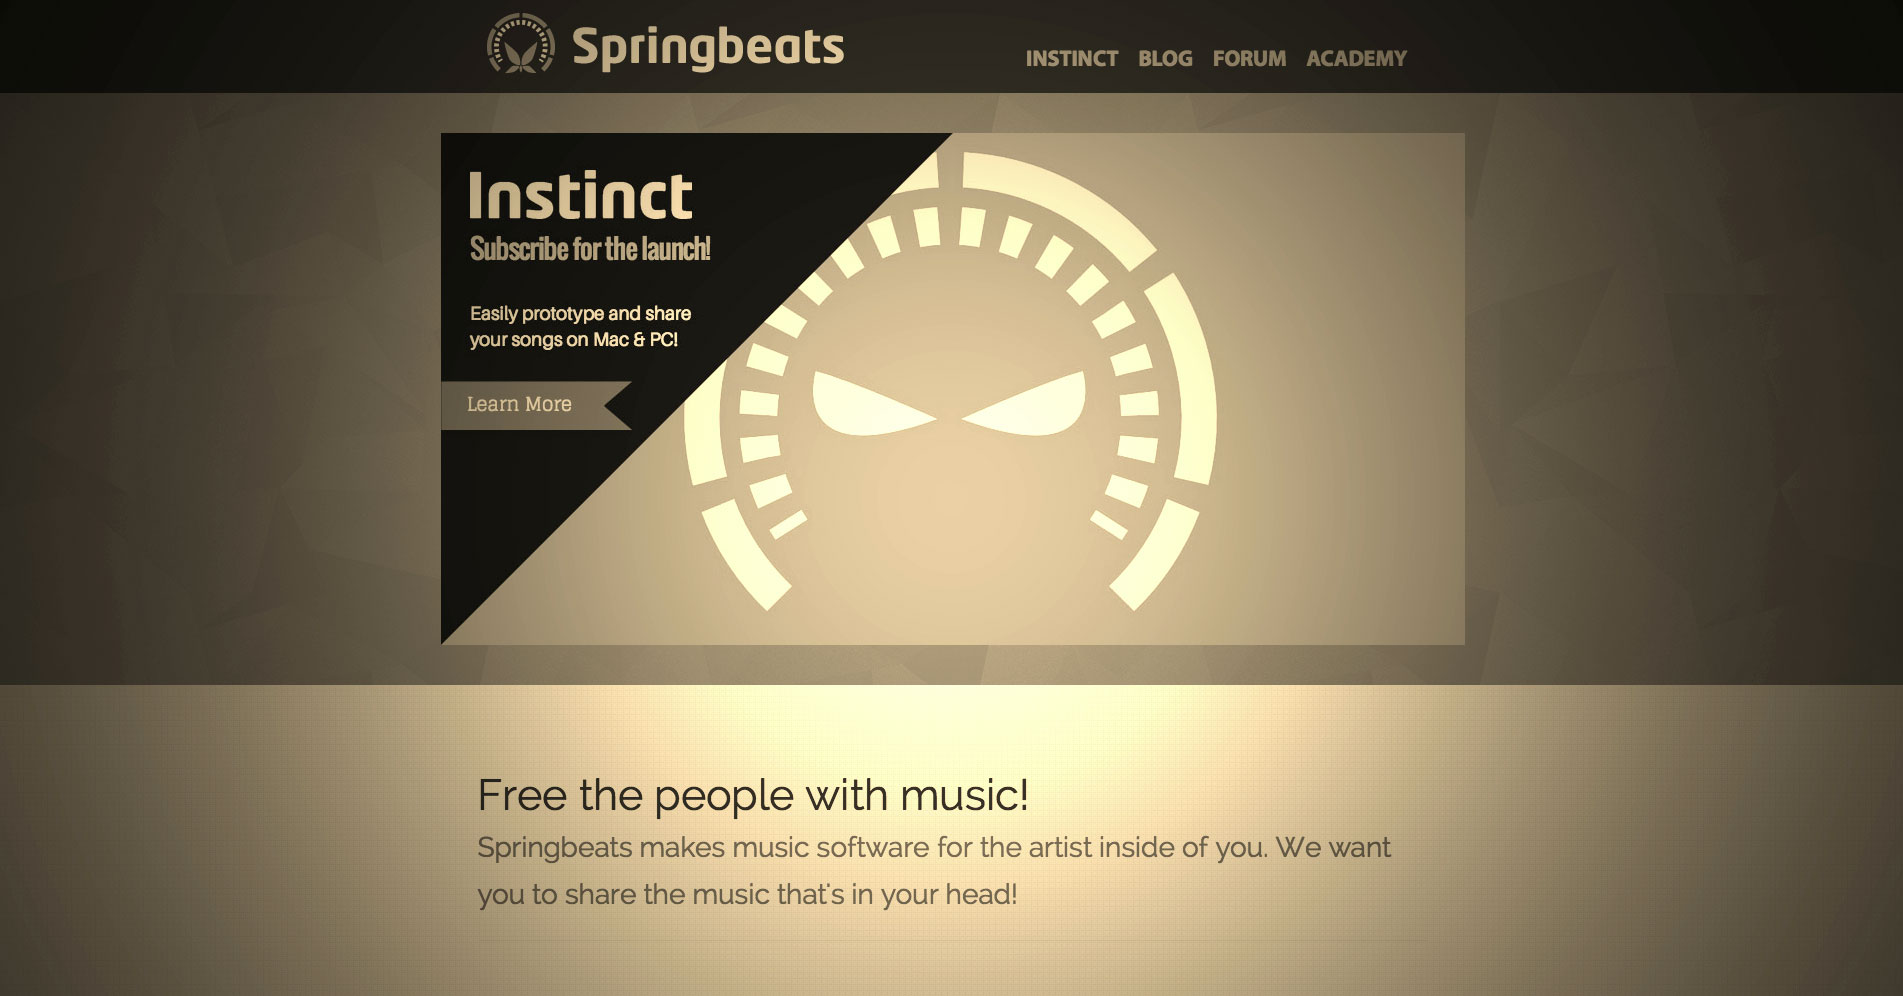 Springbeats
INSTINCT BLOG FORUM ACADEMY
Instinct
Subscribe for the launch!
Easily prototype and share
your songs on Mac & PC!
Learn More
Free the people with music!
Springbeats makes music software for the artist inside of you. We want
you to share the music that's in your head!